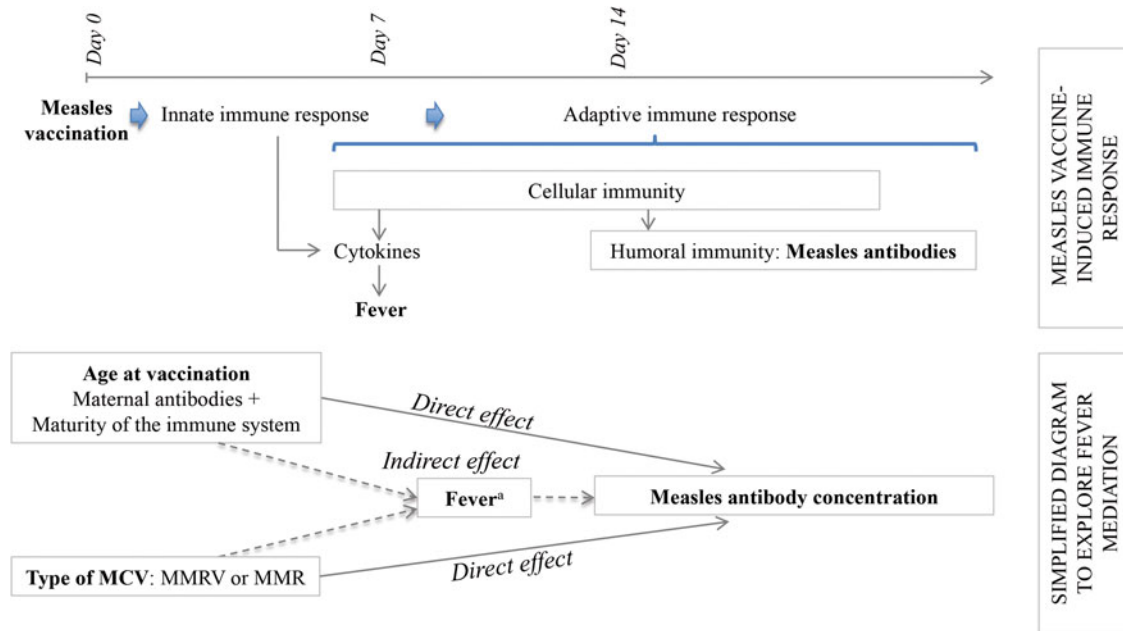 Day 0
Day 7
Day 14
Measles
vaccination
Innate immune response
Adaptive immune response
Cellular immunity
Cytokines
Humoral immunity: Measles antibodies
Fever
MEASLES VACCINE-
INDUCED IMMUNE
RESPONSE
Age at vaccination
Maternal antibodies +
Maturity of the immune system
Direct effect
Indirect effect
Feverᵃ
Measles antibody concentration
Type of MCV: MMRV or MMR
Direct effect
SIMPLIFIED DIAGRAM
TO EXPLORE FEVER
MEDIATION